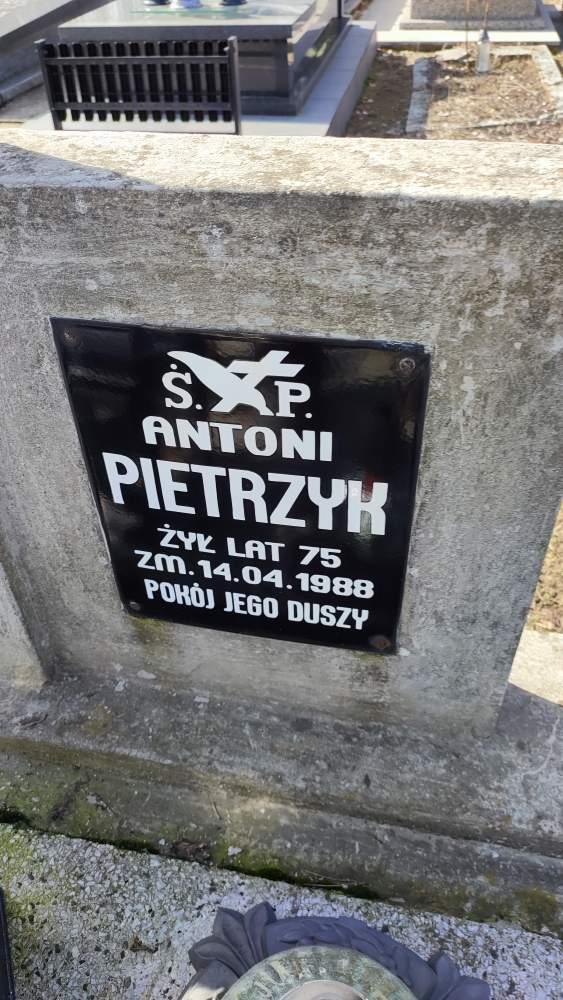 Ś. P.
ANTONI
PIETRZYK
ŻYŁ LAT 75
ZM. 14.04.1988
POKÓJ JEGO DUSZY